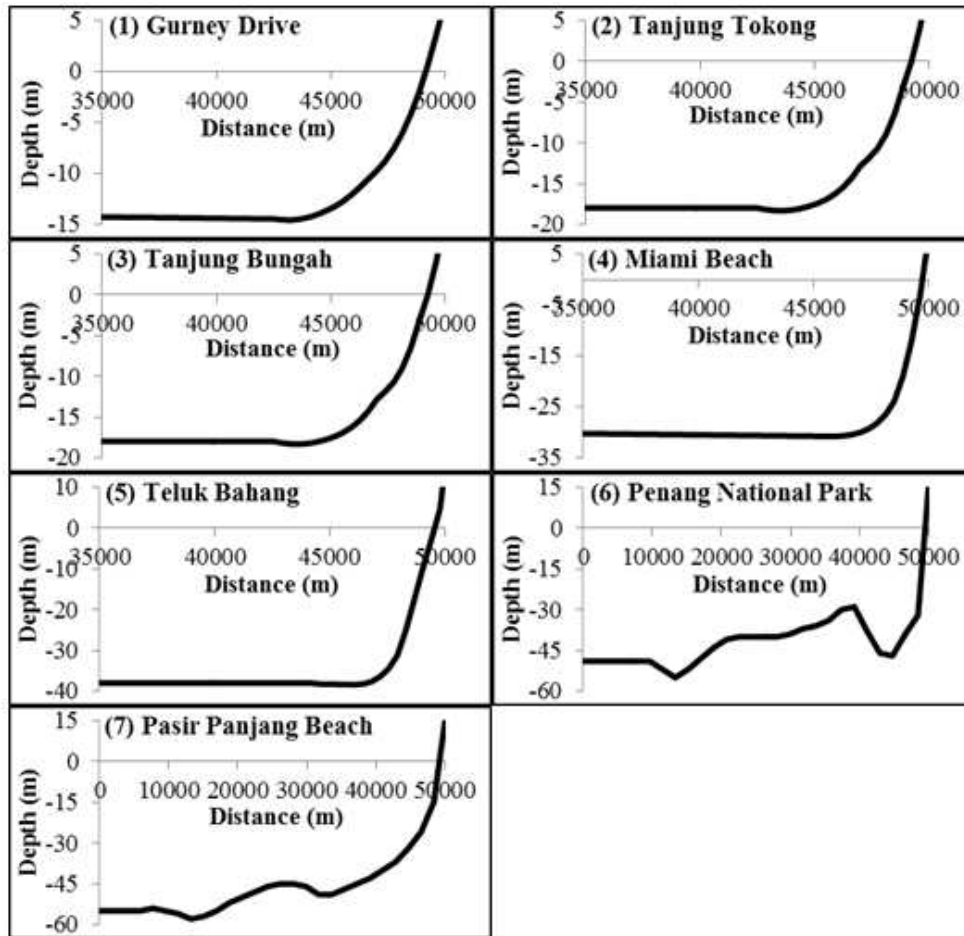 (1) Gurney Drive
5
0
-5
-10
-15
35000 40000 45000 50000
Distance (m)
Depth (m)
(2) Tanjung Tokong
5
0
-5
-10
-15
-20
35000 40000 45000 50000
Distance (m)
Depth (m)
(3) Tanjung Bungah
5
0
-5
-10
-15
-20
35000 40000 45000 50000
Distance (m)
Depth (m)
(4) Miami Beach
5
-5
-15
-25
-35
35000 40000 45000 50000
Distance (m)
Depth (m)
(5) Teluk Bahang
10
0
-10
-20
-30
-40
35000 40000 45000 50000
Distance (m)
Depth (m)
(6) Penang National Park
15
0
-15
-30
-45
-60
0 10000 20000 30000 40000 50000
Distance (m)
Depth (m)
(7) Pasir Panjang Beach
15
0
-15
-30
-45
-60
0 10000 20000 30000 40000 50000
Distance (m)
Depth (m)